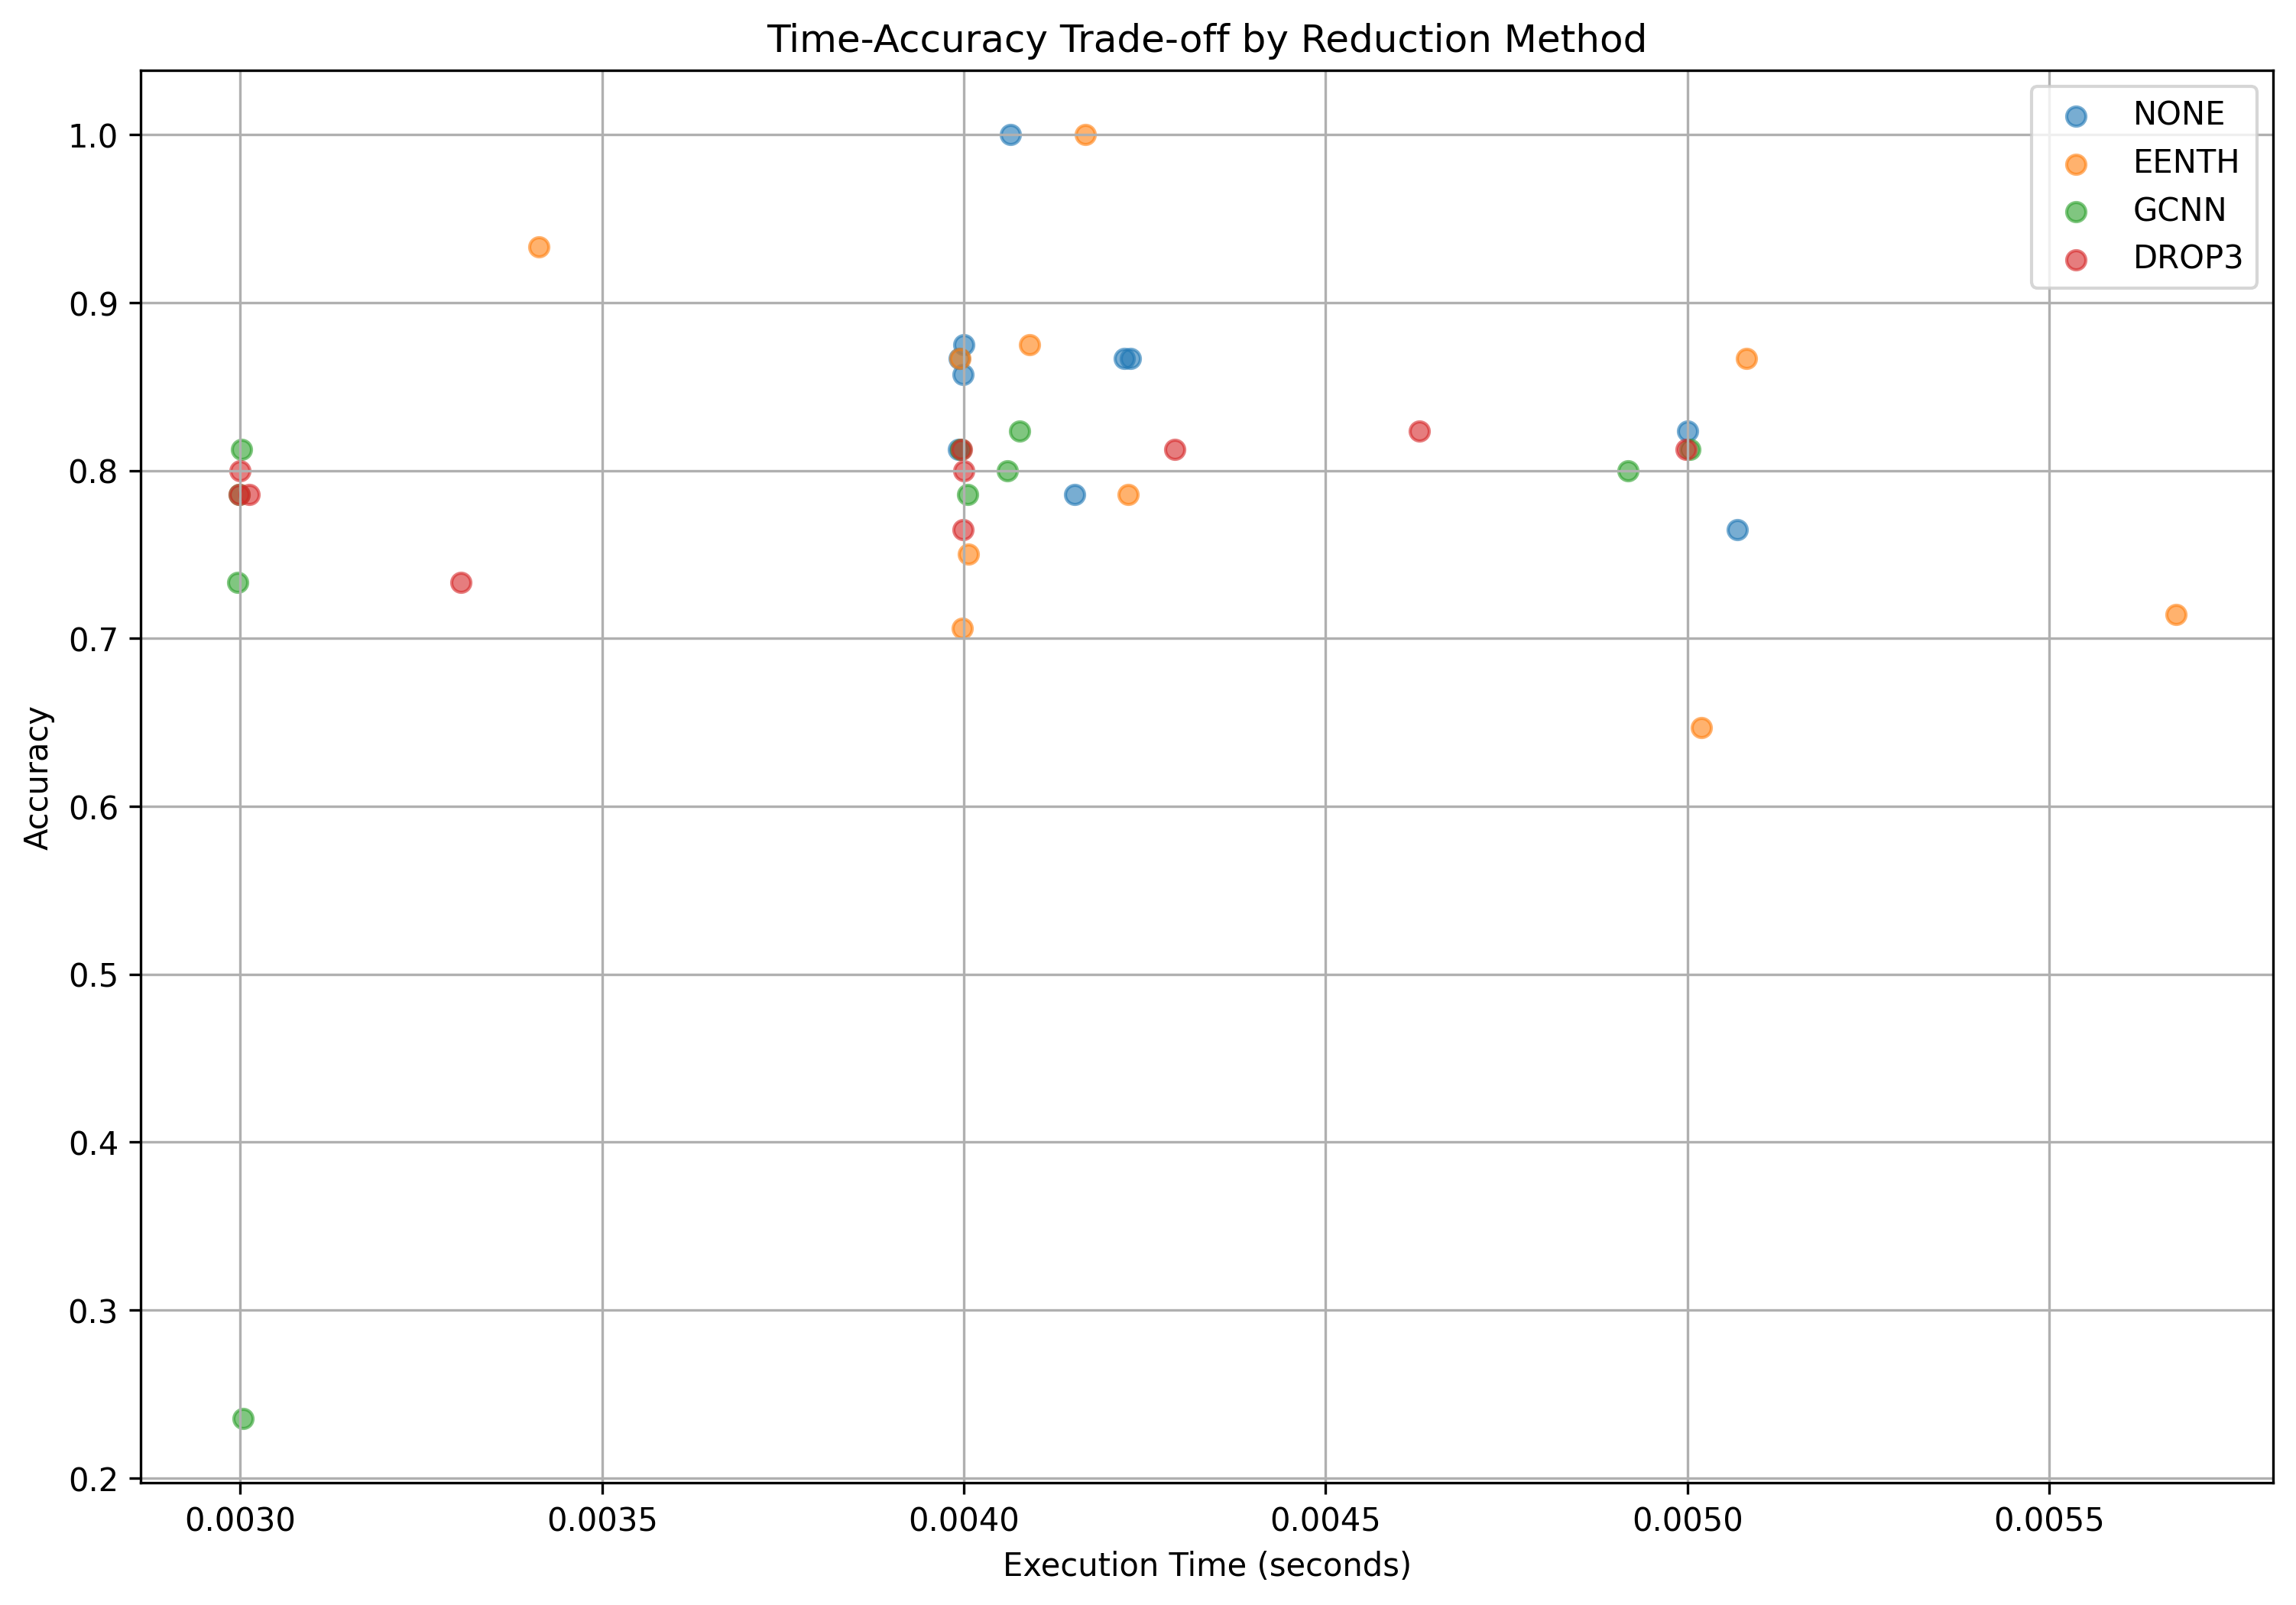 Time-Accuracy Trade-off by Reduction Method
NONE
EENTH
GCNN
DROP3
1.0
0.9
0.8
0.7
0.6
0.5
0.4
0.3
0.2
Accuracy
0.0030 0.0035 0.0040 0.0045 0.0050 0.0055
Execution Time (seconds)